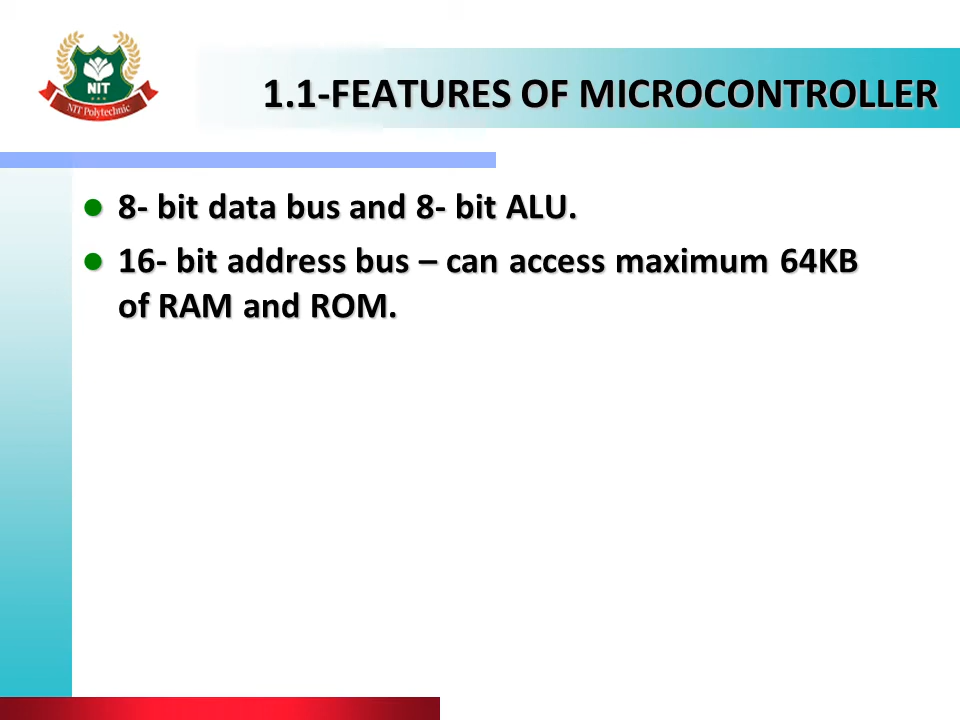 NIT
NIT Polytechnic
1.1-FEATURES OF MICROCONTROLLER
8- bit data bus and 8- bit ALU.
16- bit address bus – can access maximum 64KB
of RAM and ROM.